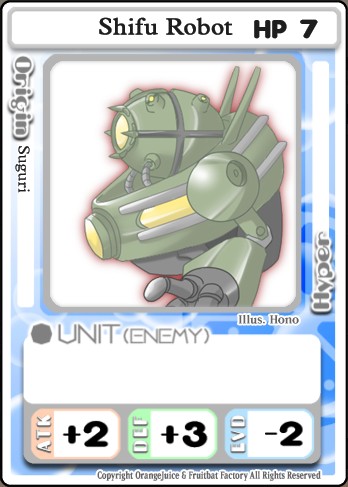 Shifu Robot HP 7
Origin
Suguri
Hyper
Illus. Hono
UNIT (ENEMY)
ATK +2 DEF +3 EVD -2
Copyright Orangejuice & Fruitbat Factory All Rights Reserved